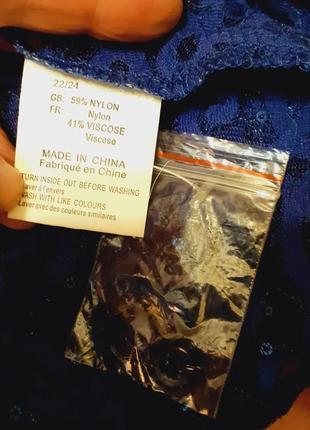 22/24
GB: 59% NYLON
FR: Nylon
41% VISCOSE
Viscose
MADE IN CHINA
Fabriqué en Chine
TURN INSIDE OUT BEFORE WASHING
Laver à l'envers
WASH WITH LIKE COLOURS
Laver avec des couleurs similaires